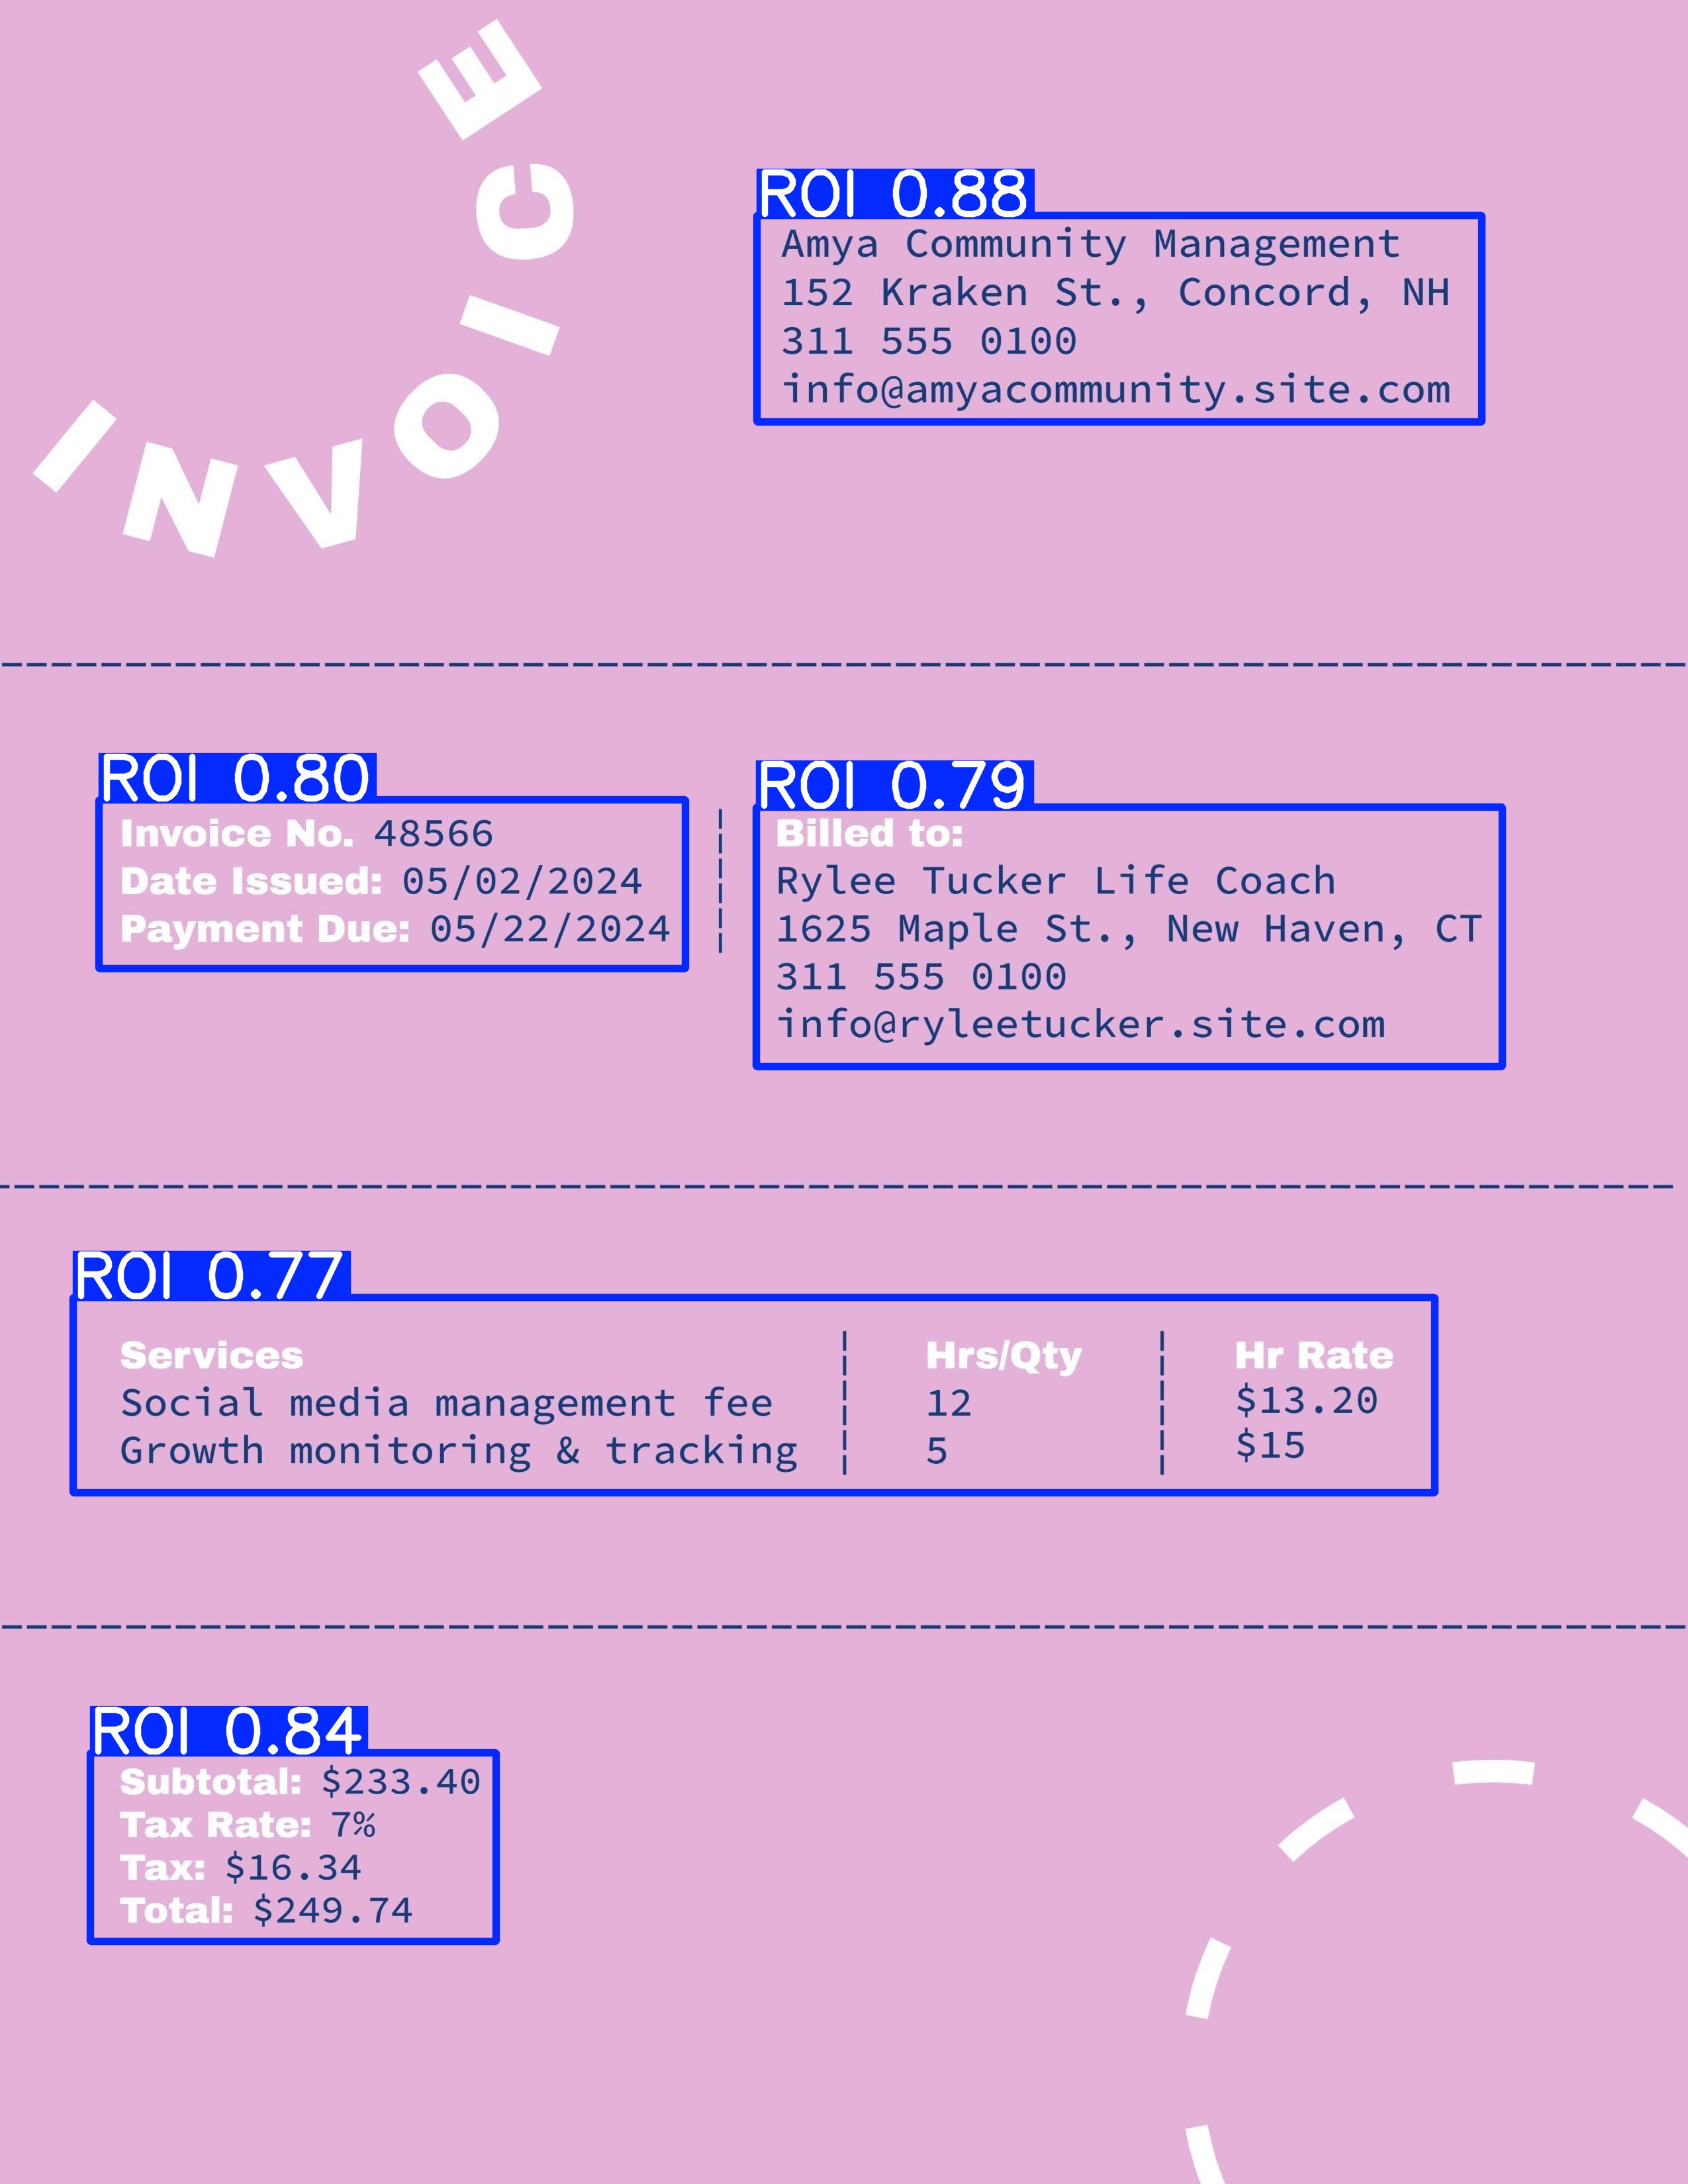 INVOICE
ROI 0.88
Amya Community Management
152 Kraken St., Concord, NH
311 555 0100
info@amyacommunity.site.com
ROI 0.80
Invoice No. 48566
Date Issued: 05/02/2024
Payment Due: 05/22/2024
ROI 0.79
Billed to:
Rylee Tucker Life Coach
1625 Maple St., New Haven, CT
311 555 0100
info@ryleetucker.site.com
ROI 0.77
Services Hrs/Qty Hr Rate
Social media management fee 12 $13.20
Growth monitoring & tracking 5 $15
ROI 0.84
Subtotal: $233.40
Tax Rate: 7%
Tax: $16.34
Total: $249.74